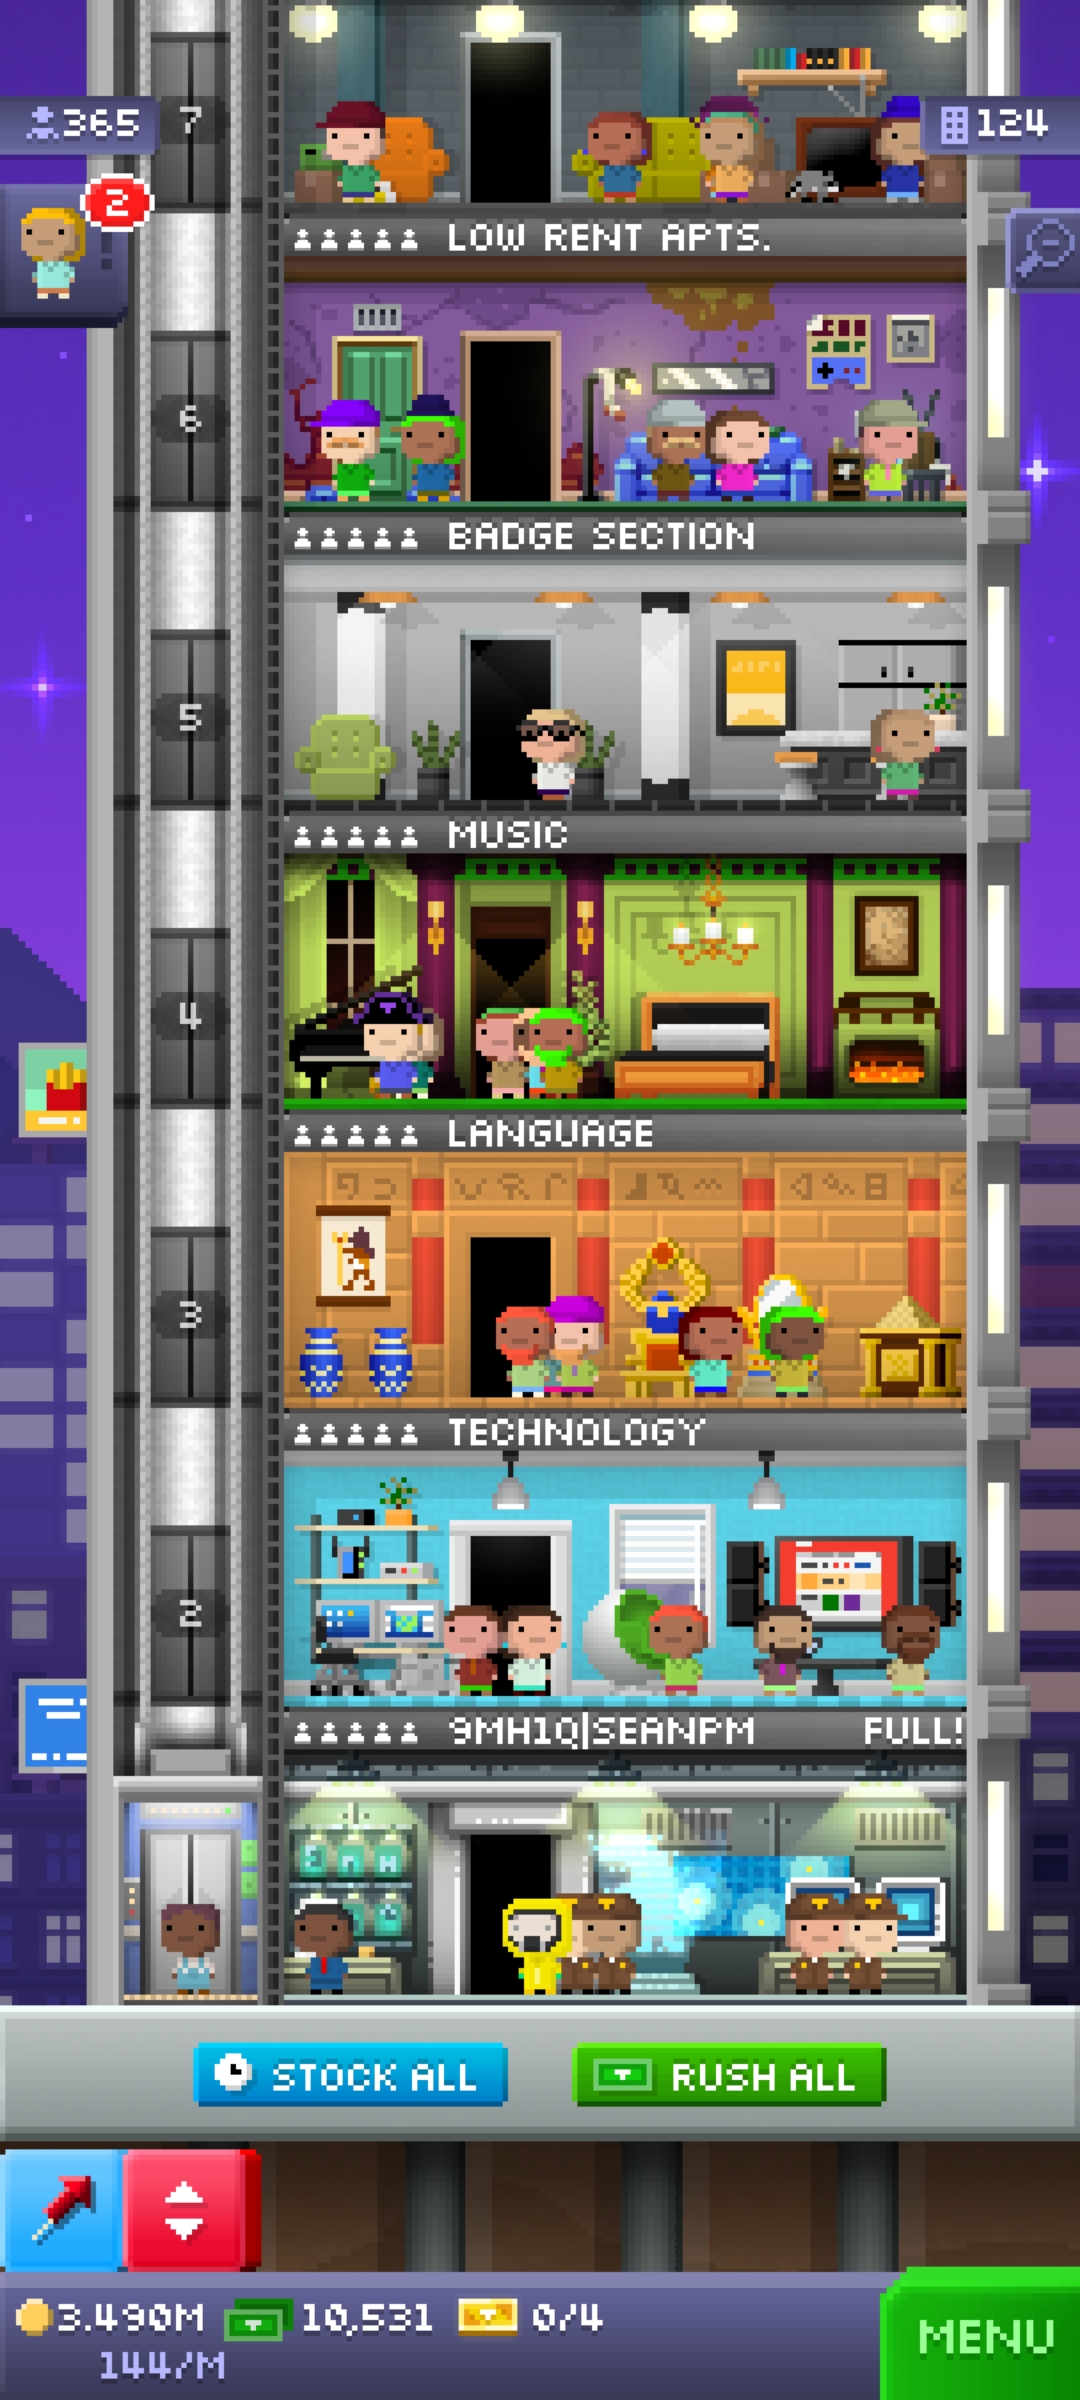 365
7
124
2
LOW RENT APTS.
6
BADGE SECTION
5
MUSIC
4
LANGUAGE
3
TECHNOLOGY
2
9MH1Q|SEANPM FULL!
STOCK ALL
RUSH ALL
3.490M 10,531 0/4
144/M
MENU